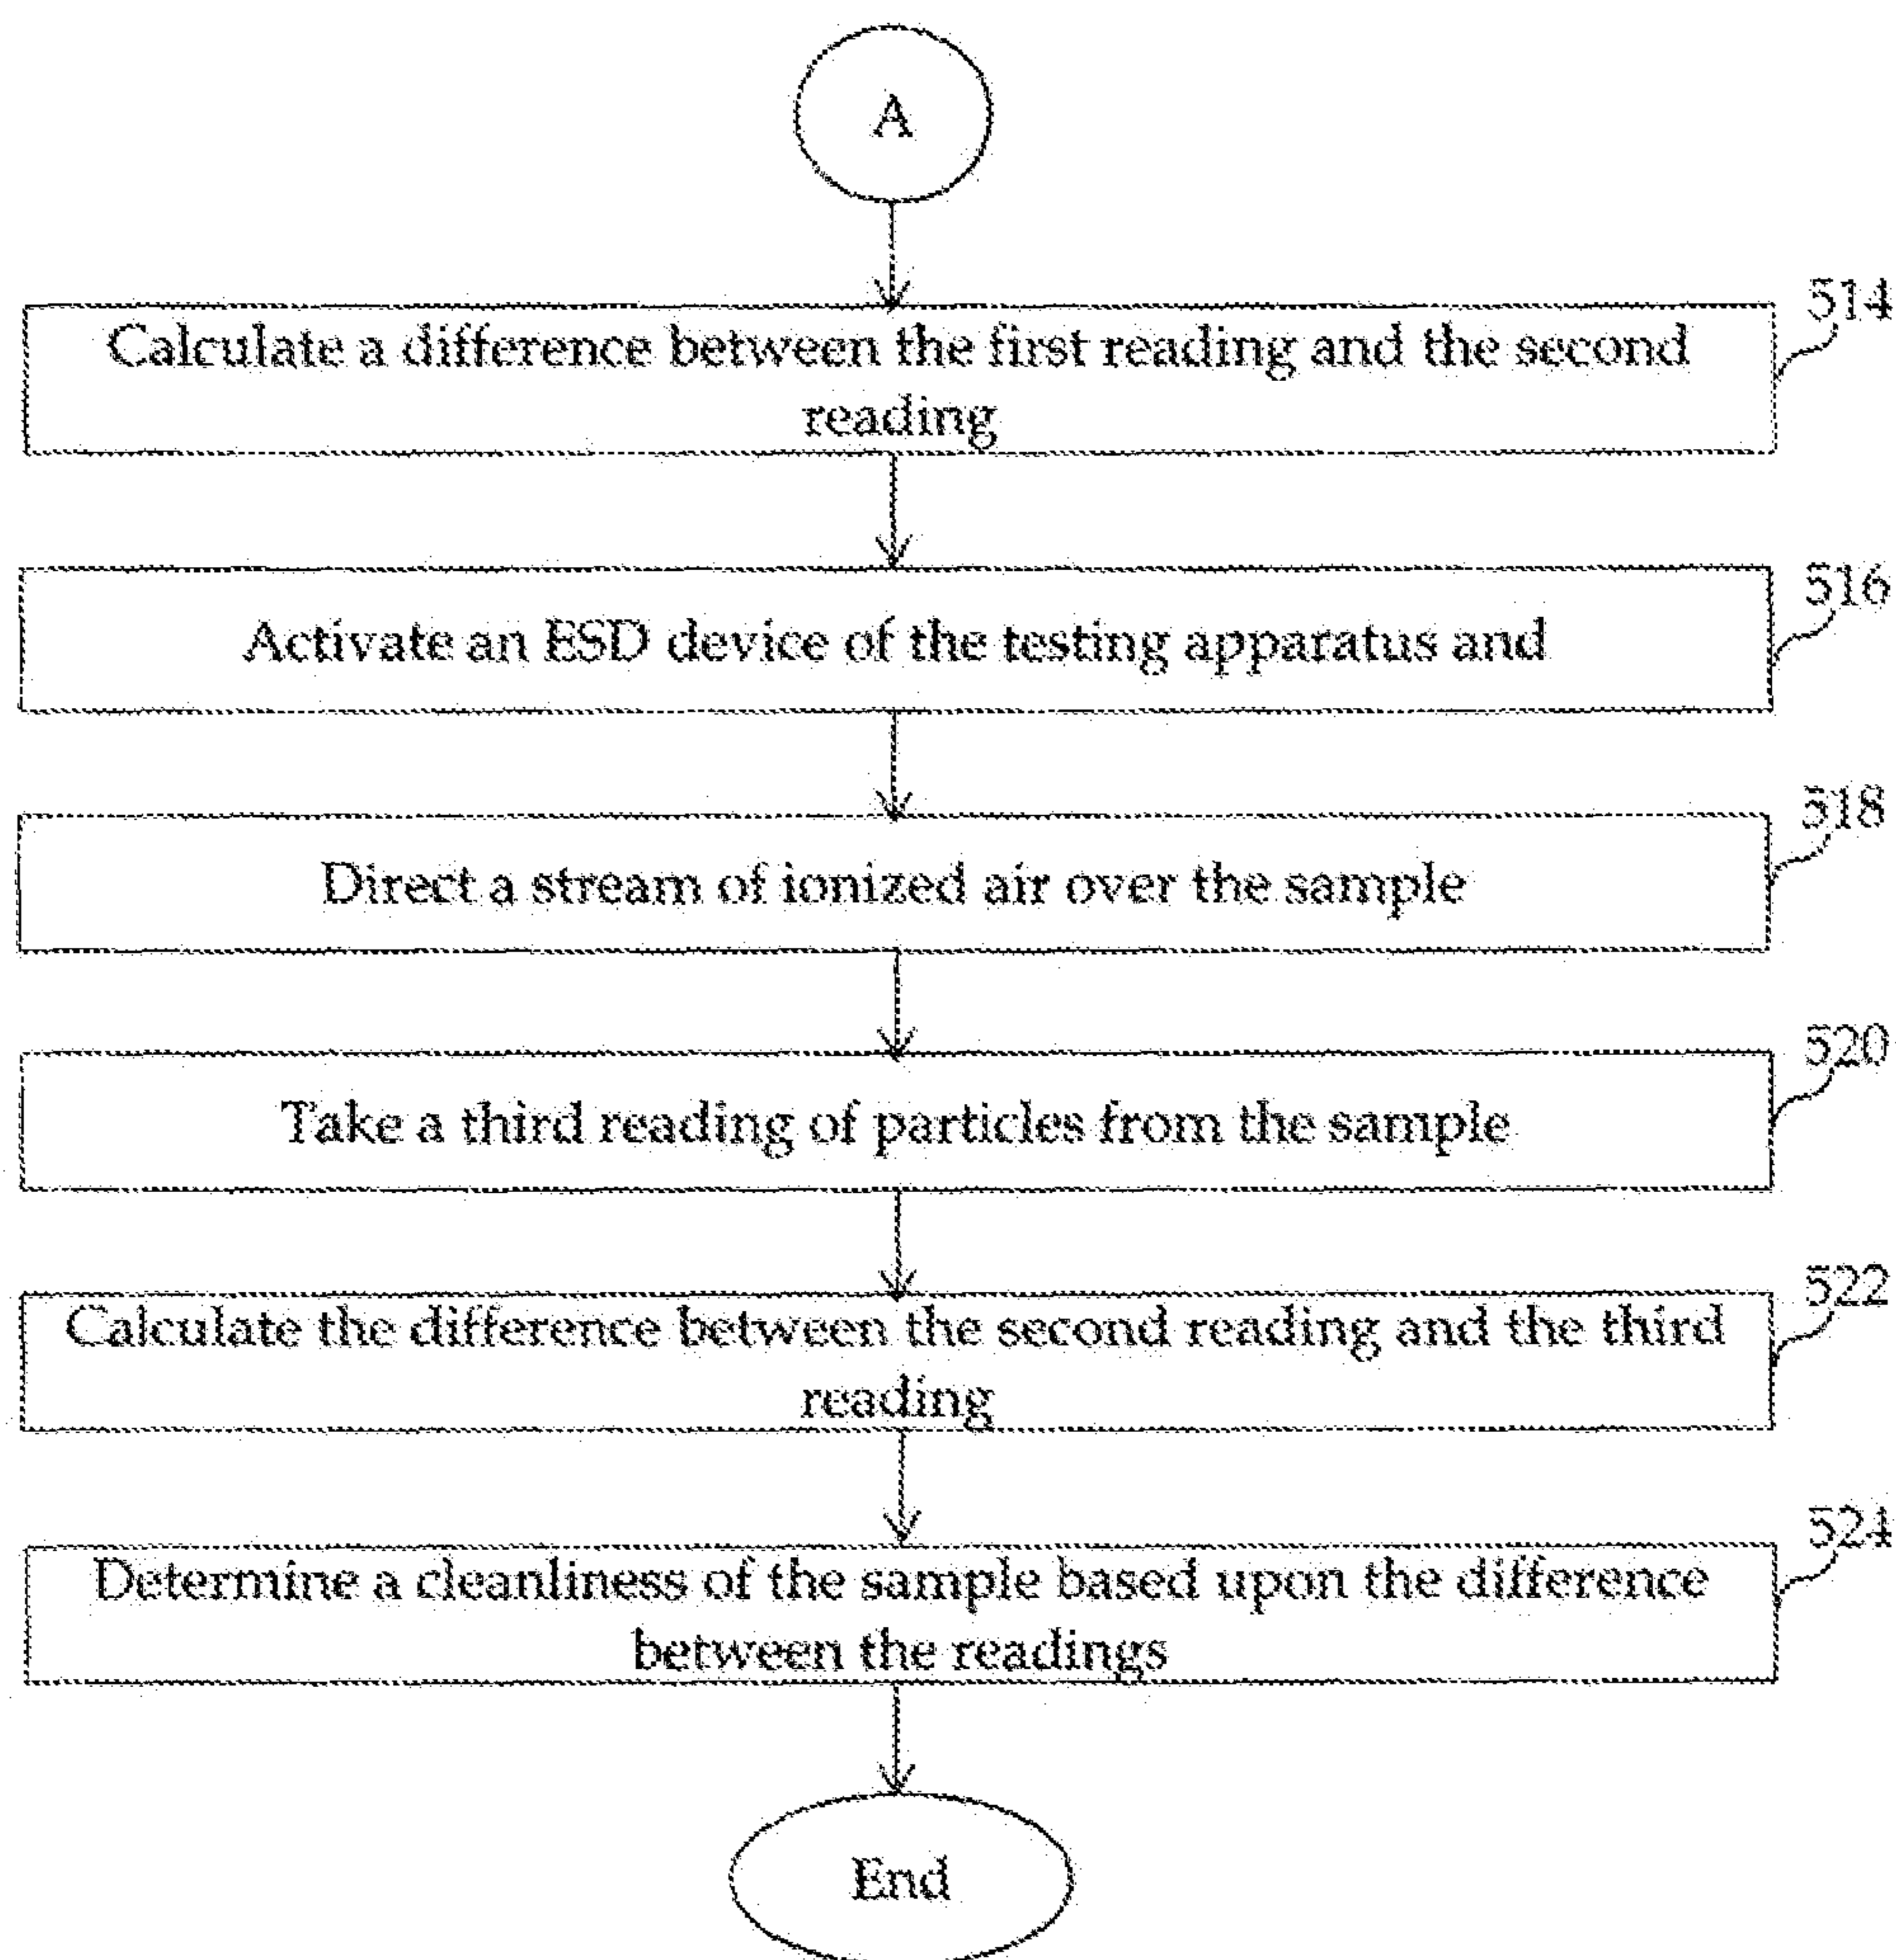 A
514
Calculate a difference between the first reading and the second
reading
516
Activate an ESD device of the testing apparatus and
518
Direct a stream of ionized air over the sample
520
Take a third reading of particles from the sample
522
Calculate the difference between the second reading and the third
reading
524
Determine a cleanliness of the sample based upon the difference
between the readings
End